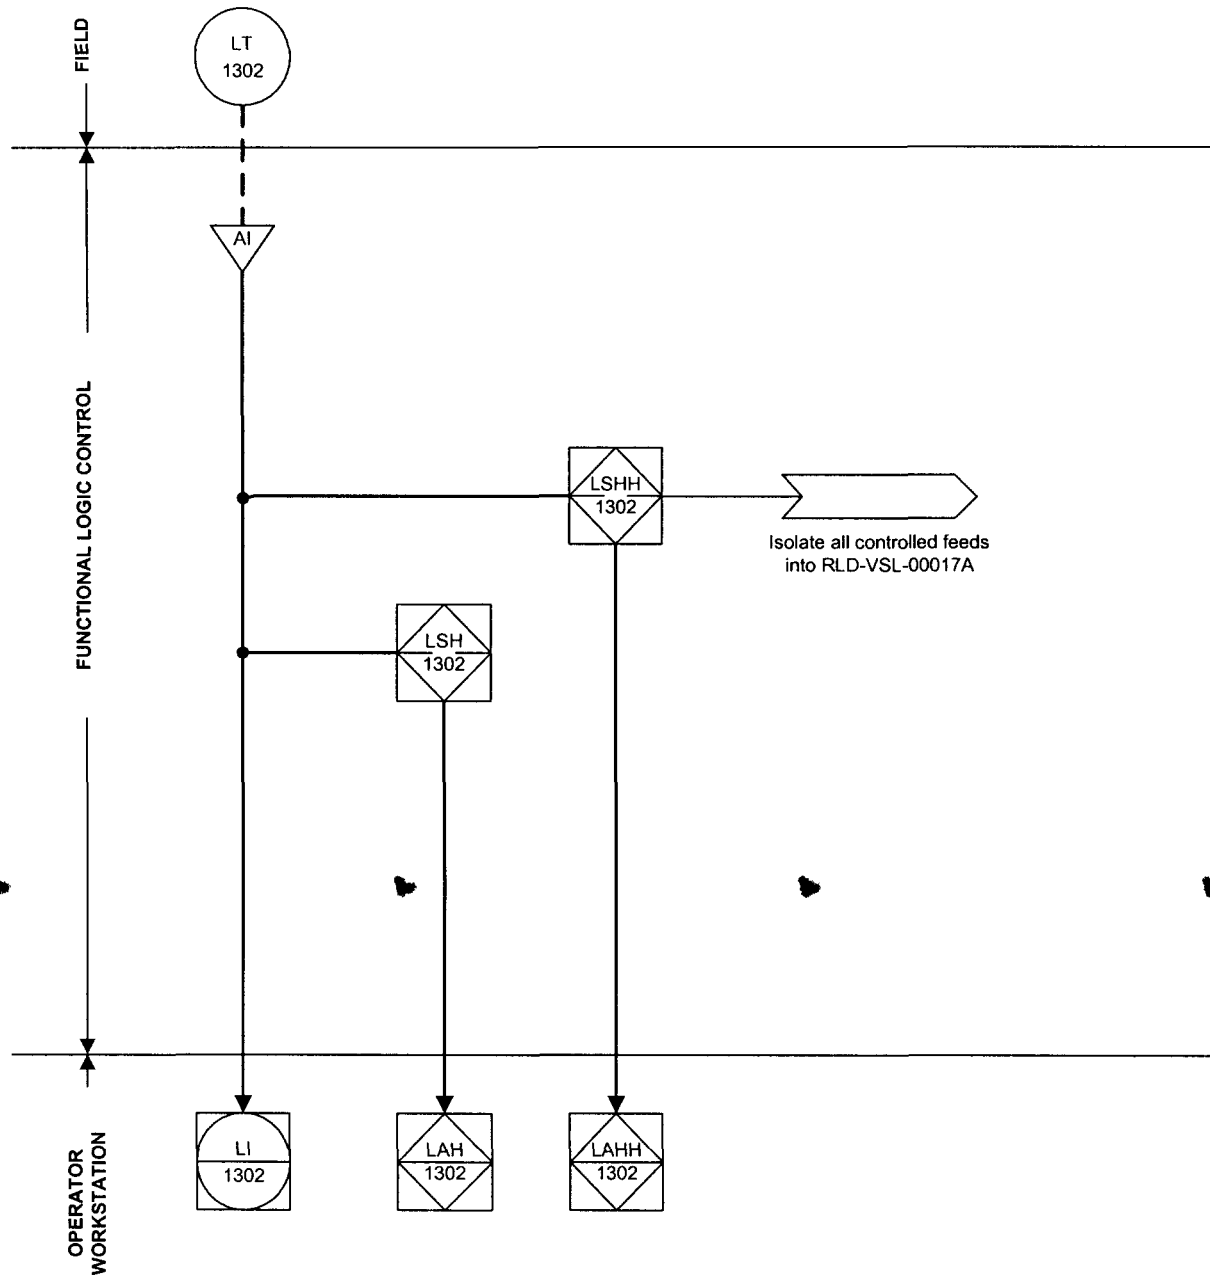 FIELD
LT
1302
AI
FUNCTIONAL LOGIC CONTROL
LSHH
1302
Isolate all controlled feeds
into RLD-VSL-00017A
LSH
1302
OPERATOR
WORKSTATION
LI
1302
LAH
1302
LAHH
1302